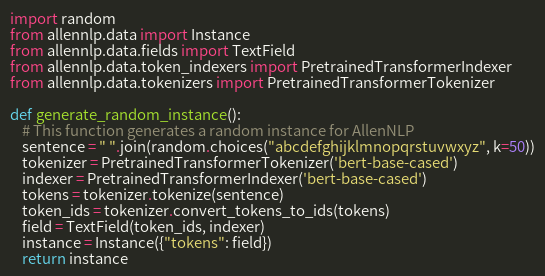 import random
from allennlp.data import Instance
from allennlp.data.fields import TextField
from allennlp.data.token_indexers import PretrainedTransformerIndexer
from allennlp.data.tokenizers import PretrainedTransformerTokenizer

def generate_random_instance():
    # This function generates a random instance for AllenNLP
    sentence = " ".join(random.choices("abcdefghijklmnopqrstuvwxyz", k=50))
    tokenizer = PretrainedTransformerTokenizer('bert-base-cased')
    indexer = PretrainedTransformerIndexer('bert-base-cased')
    tokens = tokenizer.tokenize(sentence)
    token_ids = tokenizer.convert_tokens_to_ids(tokens)
    field = TextField(token_ids, indexer)
    instance = Instance({"tokens": field})
    return instance